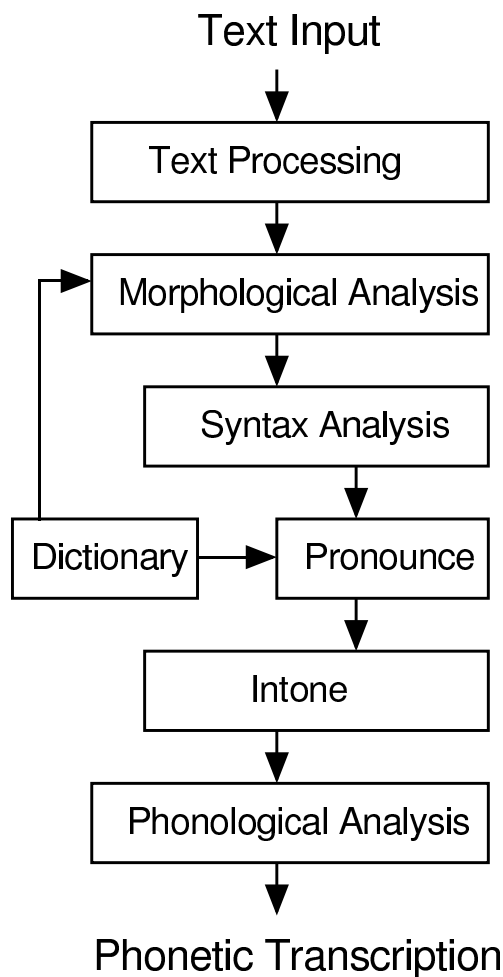 Text Input
Text Processing
Morphological Analysis
Syntax Analysis
Dictionary
Pronounce
Intone
Phonological Analysis
Phonetic Transcription